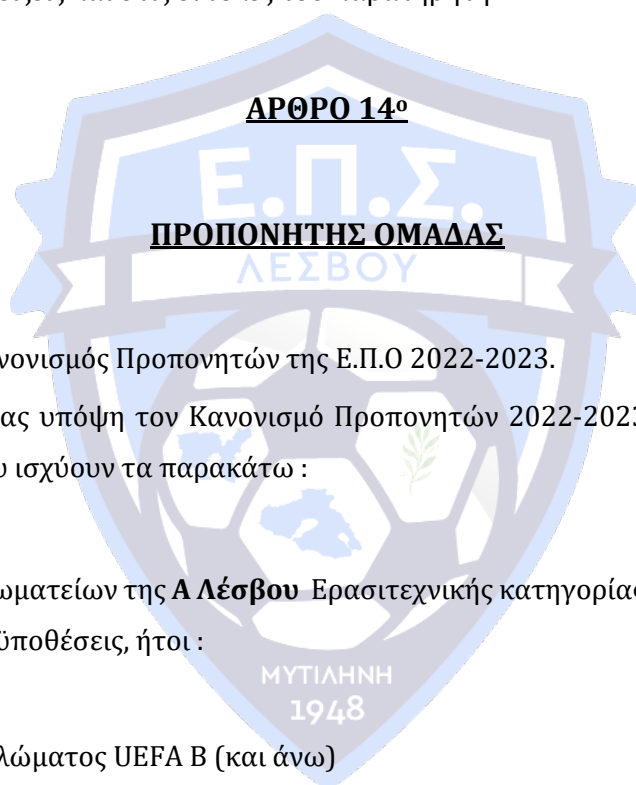 ΑΡΘΡΟ 14ο
ΠΡΟΠΟΝΗΤΗΣ ΟΜΑΔΑΣ
Ε.Π.Σ.
ΛΕΣΒΟΥ
νονισμός Προπονητών της Ε.Π.Ο 2022-2023.
ας υπόψη τον Κανονισμό Προπονητών 2022-2023
υ ισχύουν τα παρακάτω :
ωματείων της Α Λέσβου Ερασιτεχνικής κατηγορίας
ϋποθέσεις, ήτοι :
ΜΥΤΙΛΗΝΗ
1948
λώματος UEFA B (και άνω)